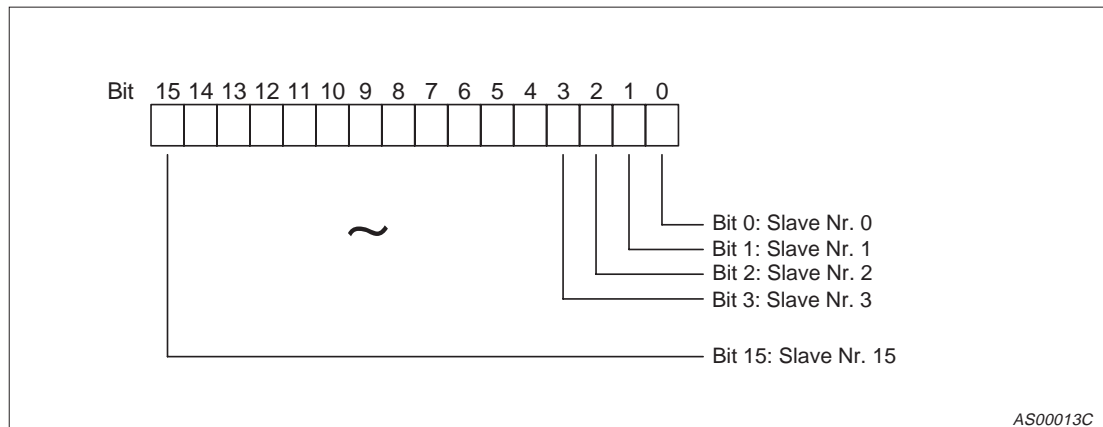 Bit 15 14 13 12 11 10 9 8 7 6 5 4 3 2 1 0
~
Bit 0: Slave Nr. 0
Bit 1: Slave Nr. 1
Bit 2: Slave Nr. 2
Bit 3: Slave Nr. 3
Bit 15: Slave Nr. 15
AS00013C